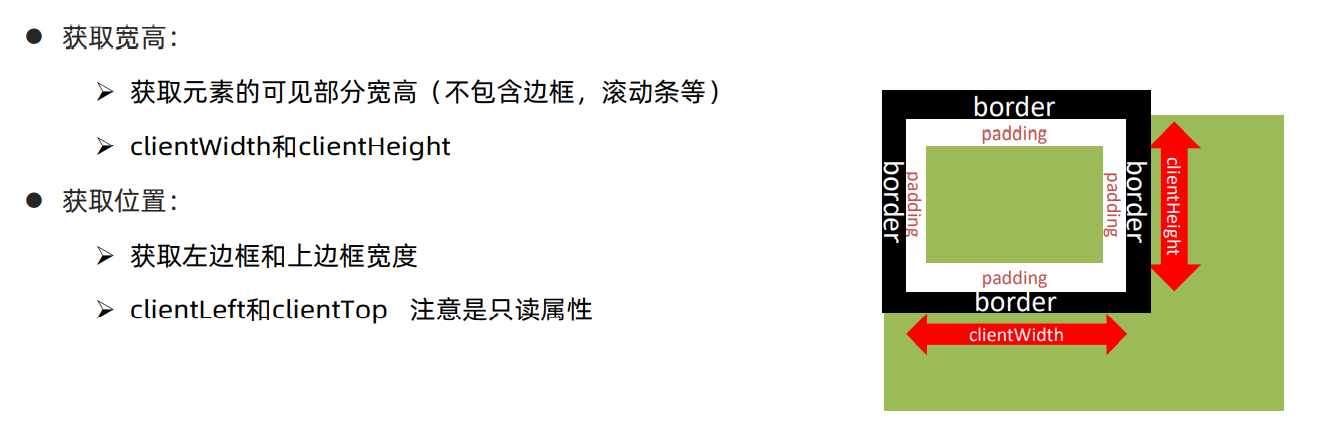 获取宽高：
获取元素的可见部分宽高（不包含边框，滚动条等）
clientWidth和clientHeight
获取位置：
获取左边框和上边框宽度
clientLeft和clientTop 注意是只读属性
border
padding
border
padding
padding
border
clientHeight
padding
border
clientWidth